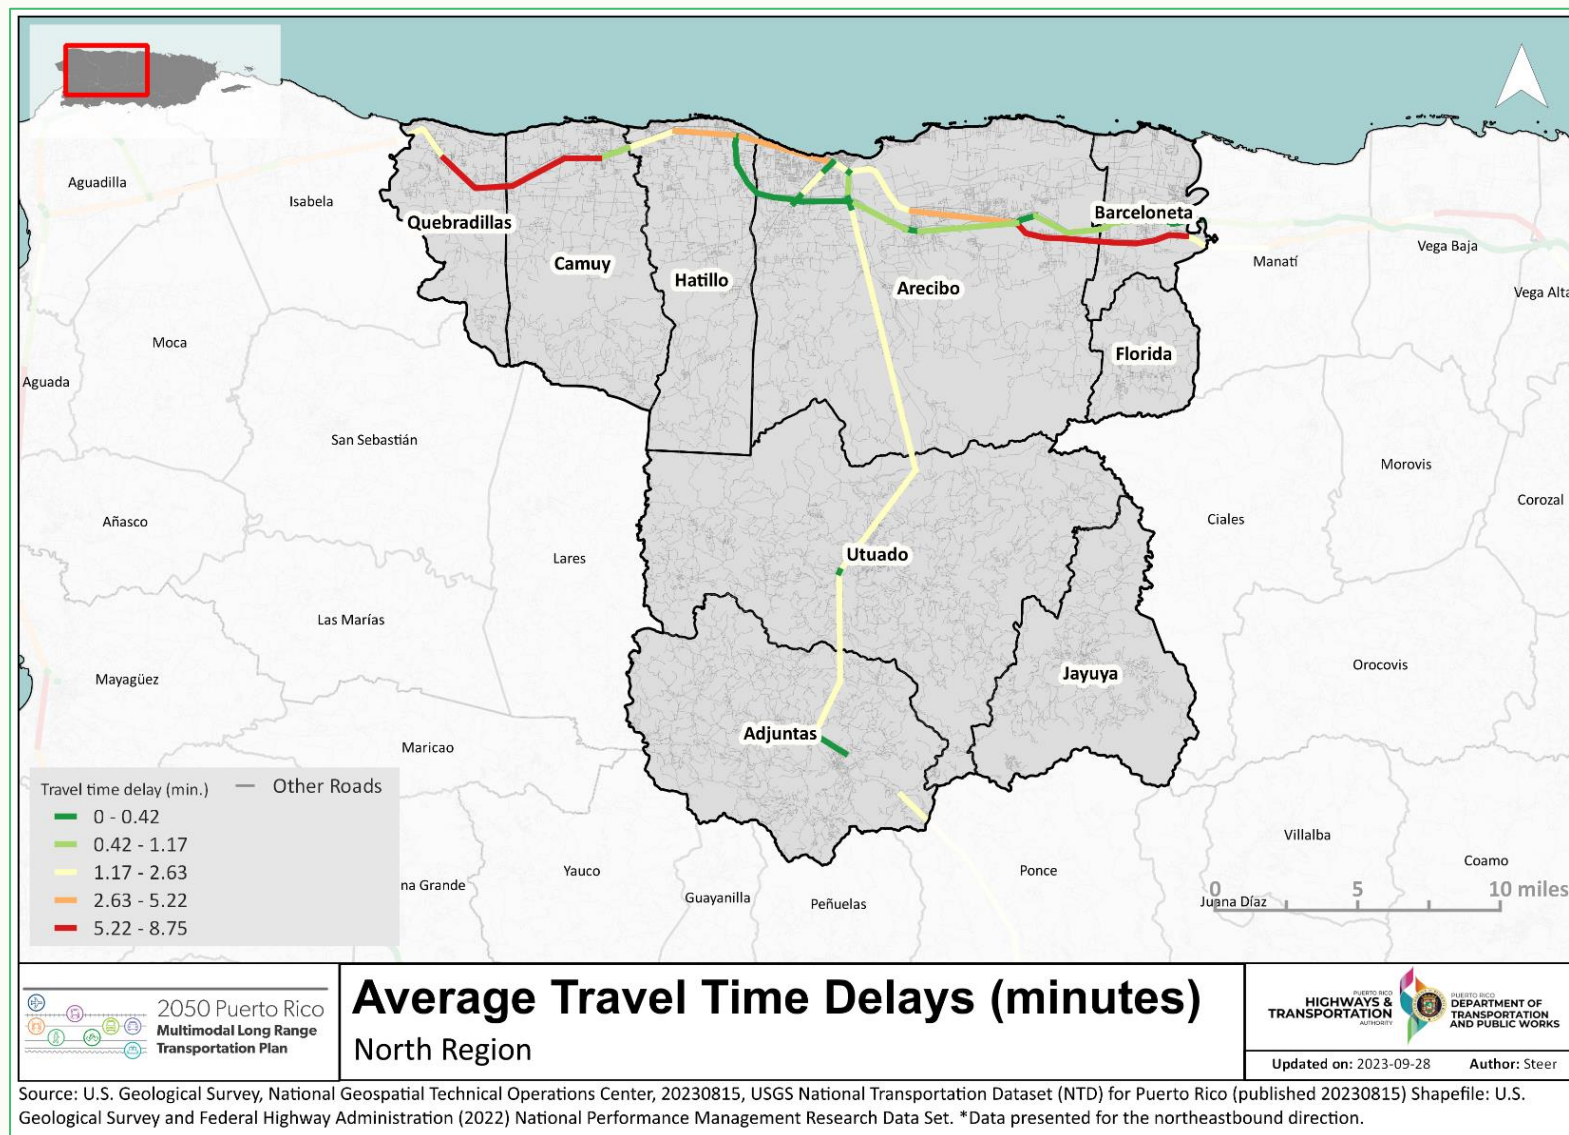 Aguadilla
Isabela
Quebradillas
Camuy
Hatillo
Arecibo
Barceloneta
Manatí
Vega Baja
Vega Alta
Moca
Aguada
Florida
San Sebastián
Morovis
Corozal
Añasco
Ciales
Lares
Utuado
Las Marías
Jayuya
Orocovis
Mayagüez
Adjuntas
Maricao
Villalba
Coamo
Yauco
na Grande
Guayanilla
Peñuelas
Ponce
Juana Díaz
0 5 10 miles
Travel time delay (min.) Other Roads
0 - 0.42
0.42 - 1.17
1.17 - 2.63
2.63 - 5.22
5.22 - 8.75
2050 Puerto Rico
Multimodal Long Range
Transportation Plan
Average Travel Time Delays (minutes)
North Region
PUERTO RICO
HIGHWAYS &
TRANSPORTATION
AUTHORITY
PUERTO RICO
DEPARTMENT OF
TRANSPORTATION
AND PUBLIC WORKS
Updated on: 2023-09-28 Author: Steer
Source: U.S. Geological Survey, National Geospatial Technical Operations Center, 20230815, USGS National Transportation Dataset (NTD) for Puerto Rico (published 20230815) Shapefile: U.S.
Geological Survey and Federal Highway Administration (2022) National Performance Management Research Data Set. *Data presented for the northeastbound direction.